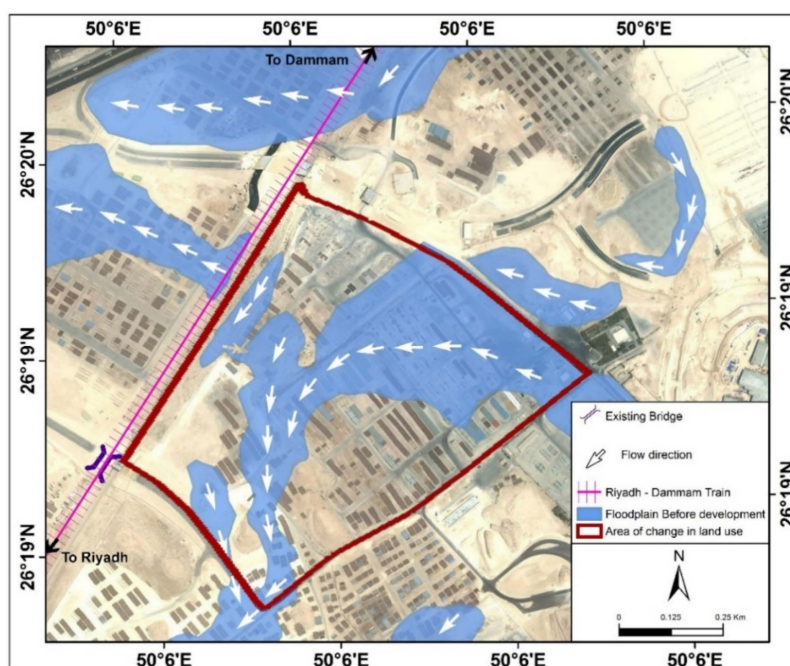 50°6'E 50°6'E 50°6'E
To Dammam
26°20'N
26°20'N
26°19'N
26°19'N
26°19'N
26°19'N
To Riyadh
Existing Bridge
Flow direction
Riyadh - Dammam Train
Floodplain Before development
Area of change in land use
N
0 0.125 0.25 Km
50°6'E 50°6'E 50°6'E 50°6'E